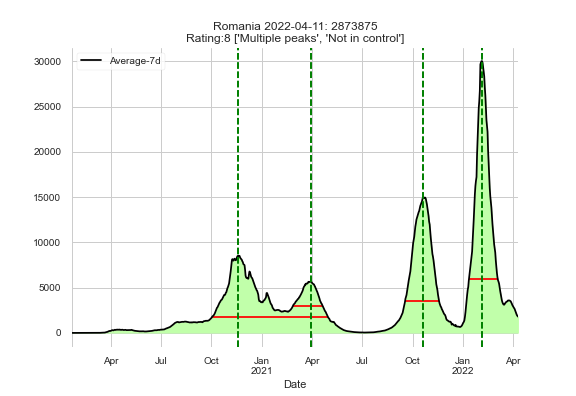 Romania 2022-04-11: 2873875
Rating:8 ['Multiple peaks', 'Not in control']
Average-7d
30000
25000
20000
15000
10000
5000
0
Apr Jul Oct Jan Apr Jul Oct Jan Apr
2021 2022
Date